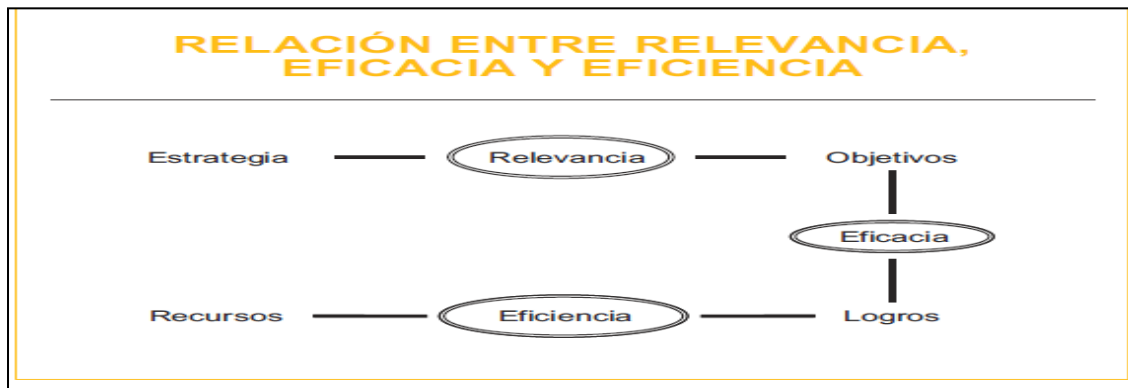 RELACIÓN ENTRE RELEVANCIA,
EFICACIA Y EFICIENCIA
Estrategia Relevancia Objetivos
Eficacia
Recursos Eficiencia Logros